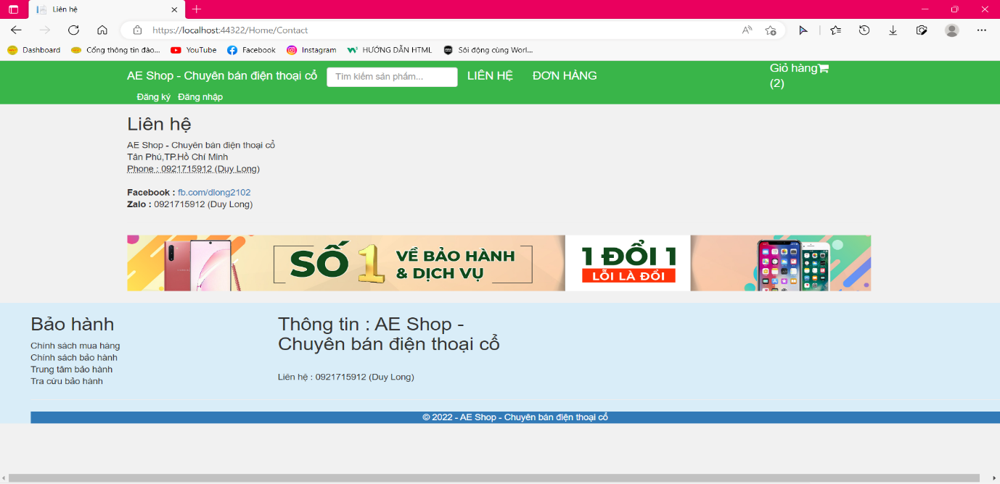 Liên hệ
https://localhost:44322/Home/Contact
Dashboard Cổng thông tin đào... YouTube Facebook Instagram HƯỚNG DẪN HTML Sôi động cùng Worl...
AE Shop - Chuyên bán điện thoại cổ Tìm kiếm sản phẩm... LIÊN HỆ ĐƠN HÀNG Giỏ hàng
(2)
Đăng ký Đăng nhập
Liên hệ
AE Shop - Chuyên bán điện thoại cổ
Tân Phú,TP.Hồ Chí Minh
Phone : 0921715912 (Duy Long)
Facebook : fb.com/dlong2102
Zalo : 0921715912 (Duy Long)
SỐ 1 VỀ BẢO HÀNH
& DỊCH VỤ
1 ĐỔI 1
LỖI LÀ ĐỔI
Bảo hành
Chính sách mua hàng
Chính sách bảo hành
Trung tâm bảo hành
Tra cứu bảo hành
Thông tin : AE Shop -
Chuyên bán điện thoại cổ
Liên hệ : 0921715912 (Duy Long)
© 2022 - AE Shop - Chuyên bán điện thoại cổ